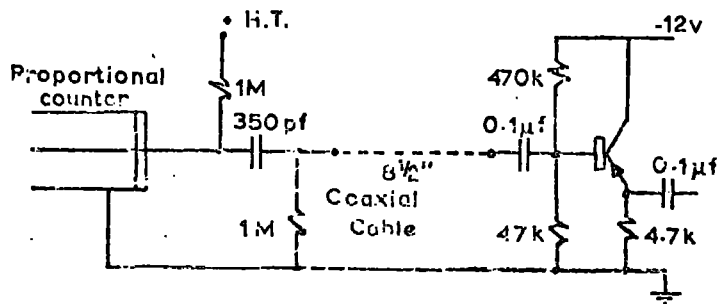 H.T.
-12v
Proportional
counter
1M
470k
350pf
0.1µf
8½"
Coaxial
Cable
0.1µf
1M
47k
4.7k